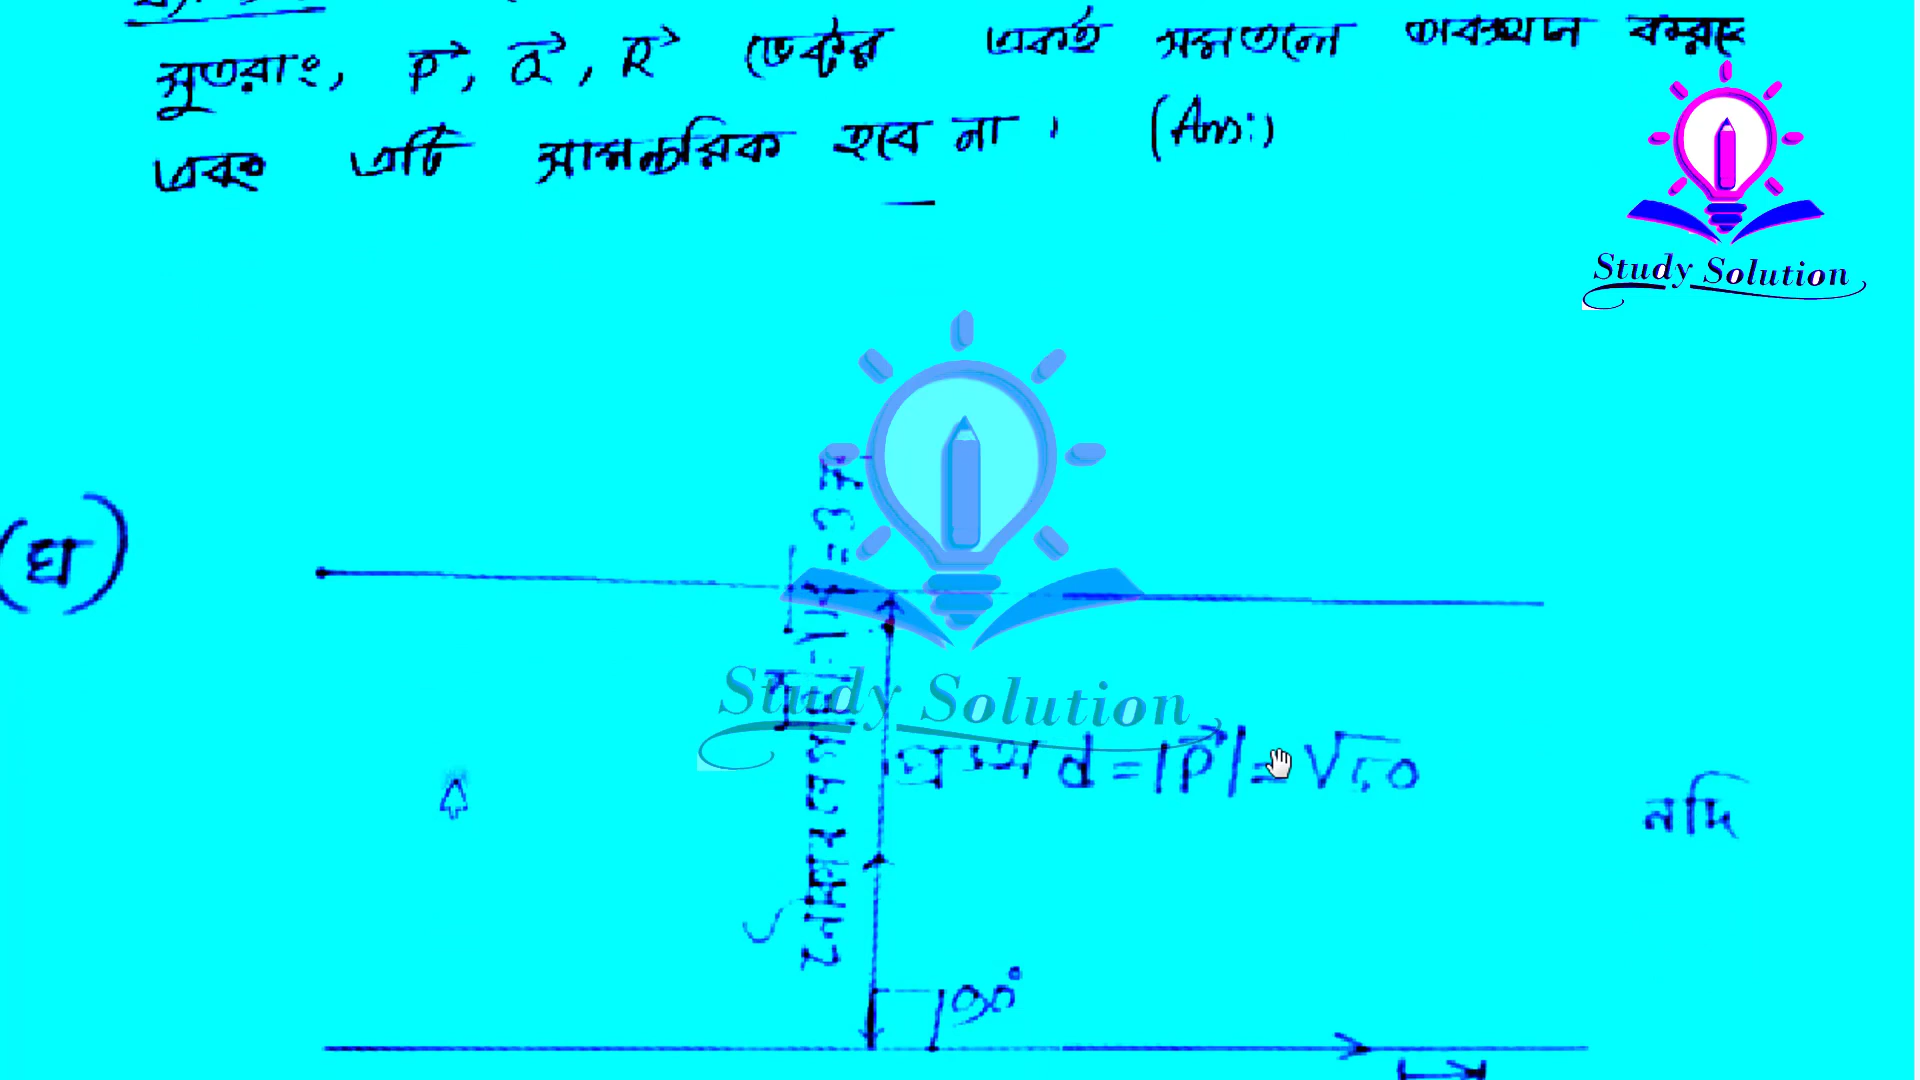 সুতরাং, P⃗, Q⃗, R⃗ ভেক্টর একই সমতলে অবস্থান করছে
এবং এটি সামন্তরিক হবে না। (Ans:)
Study Solution
(ঘ)
Study Solution
প্রস্থ d = |P⃗| = √50
নদি
90°